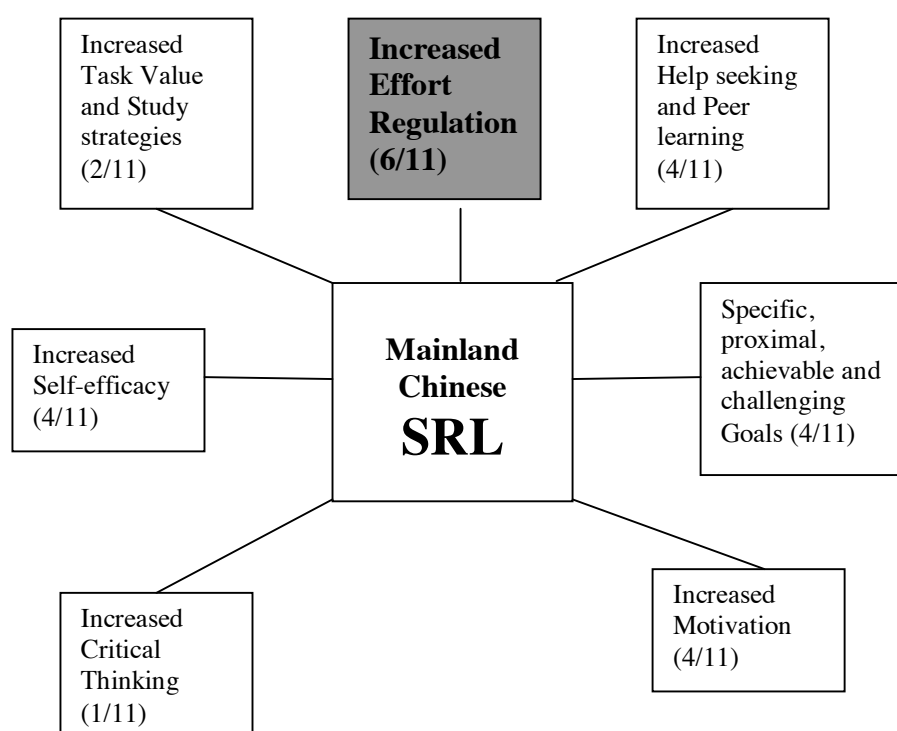 Increased
Task Value
and Study
strategies
(2/11)
Increased
Effort
Regulation
(6/11)
Increased
Help seeking
and Peer
learning
(4/11)
Increased
Self-efficacy
(4/11)
Mainland
Chinese
SRL
Specific,
proximal,
achievable and
challenging
Goals (4/11)
Increased
Critical
Thinking
(1/11)
Increased
Motivation
(4/11)